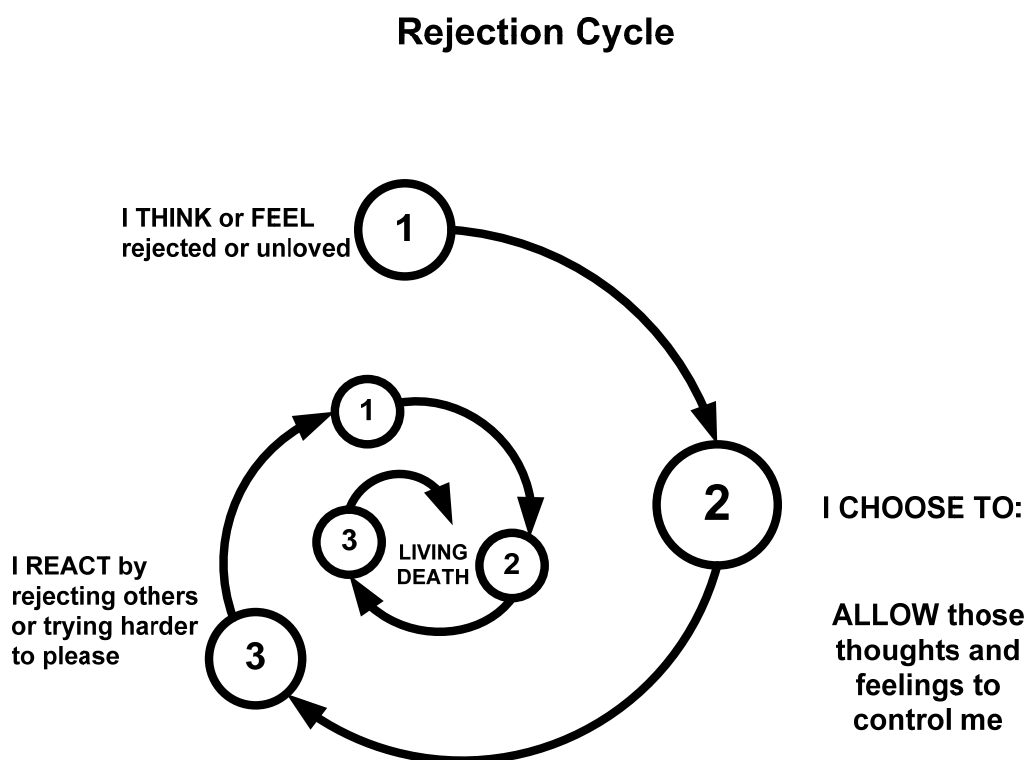 Rejection Cycle
I THINK or FEEL
rejected or unloved
1
2
I CHOOSE TO:
ALLOW those
thoughts and
feelings to
control me
3
I REACT by
rejecting others
or trying harder
to please
1
2
3
LIVING
DEATH